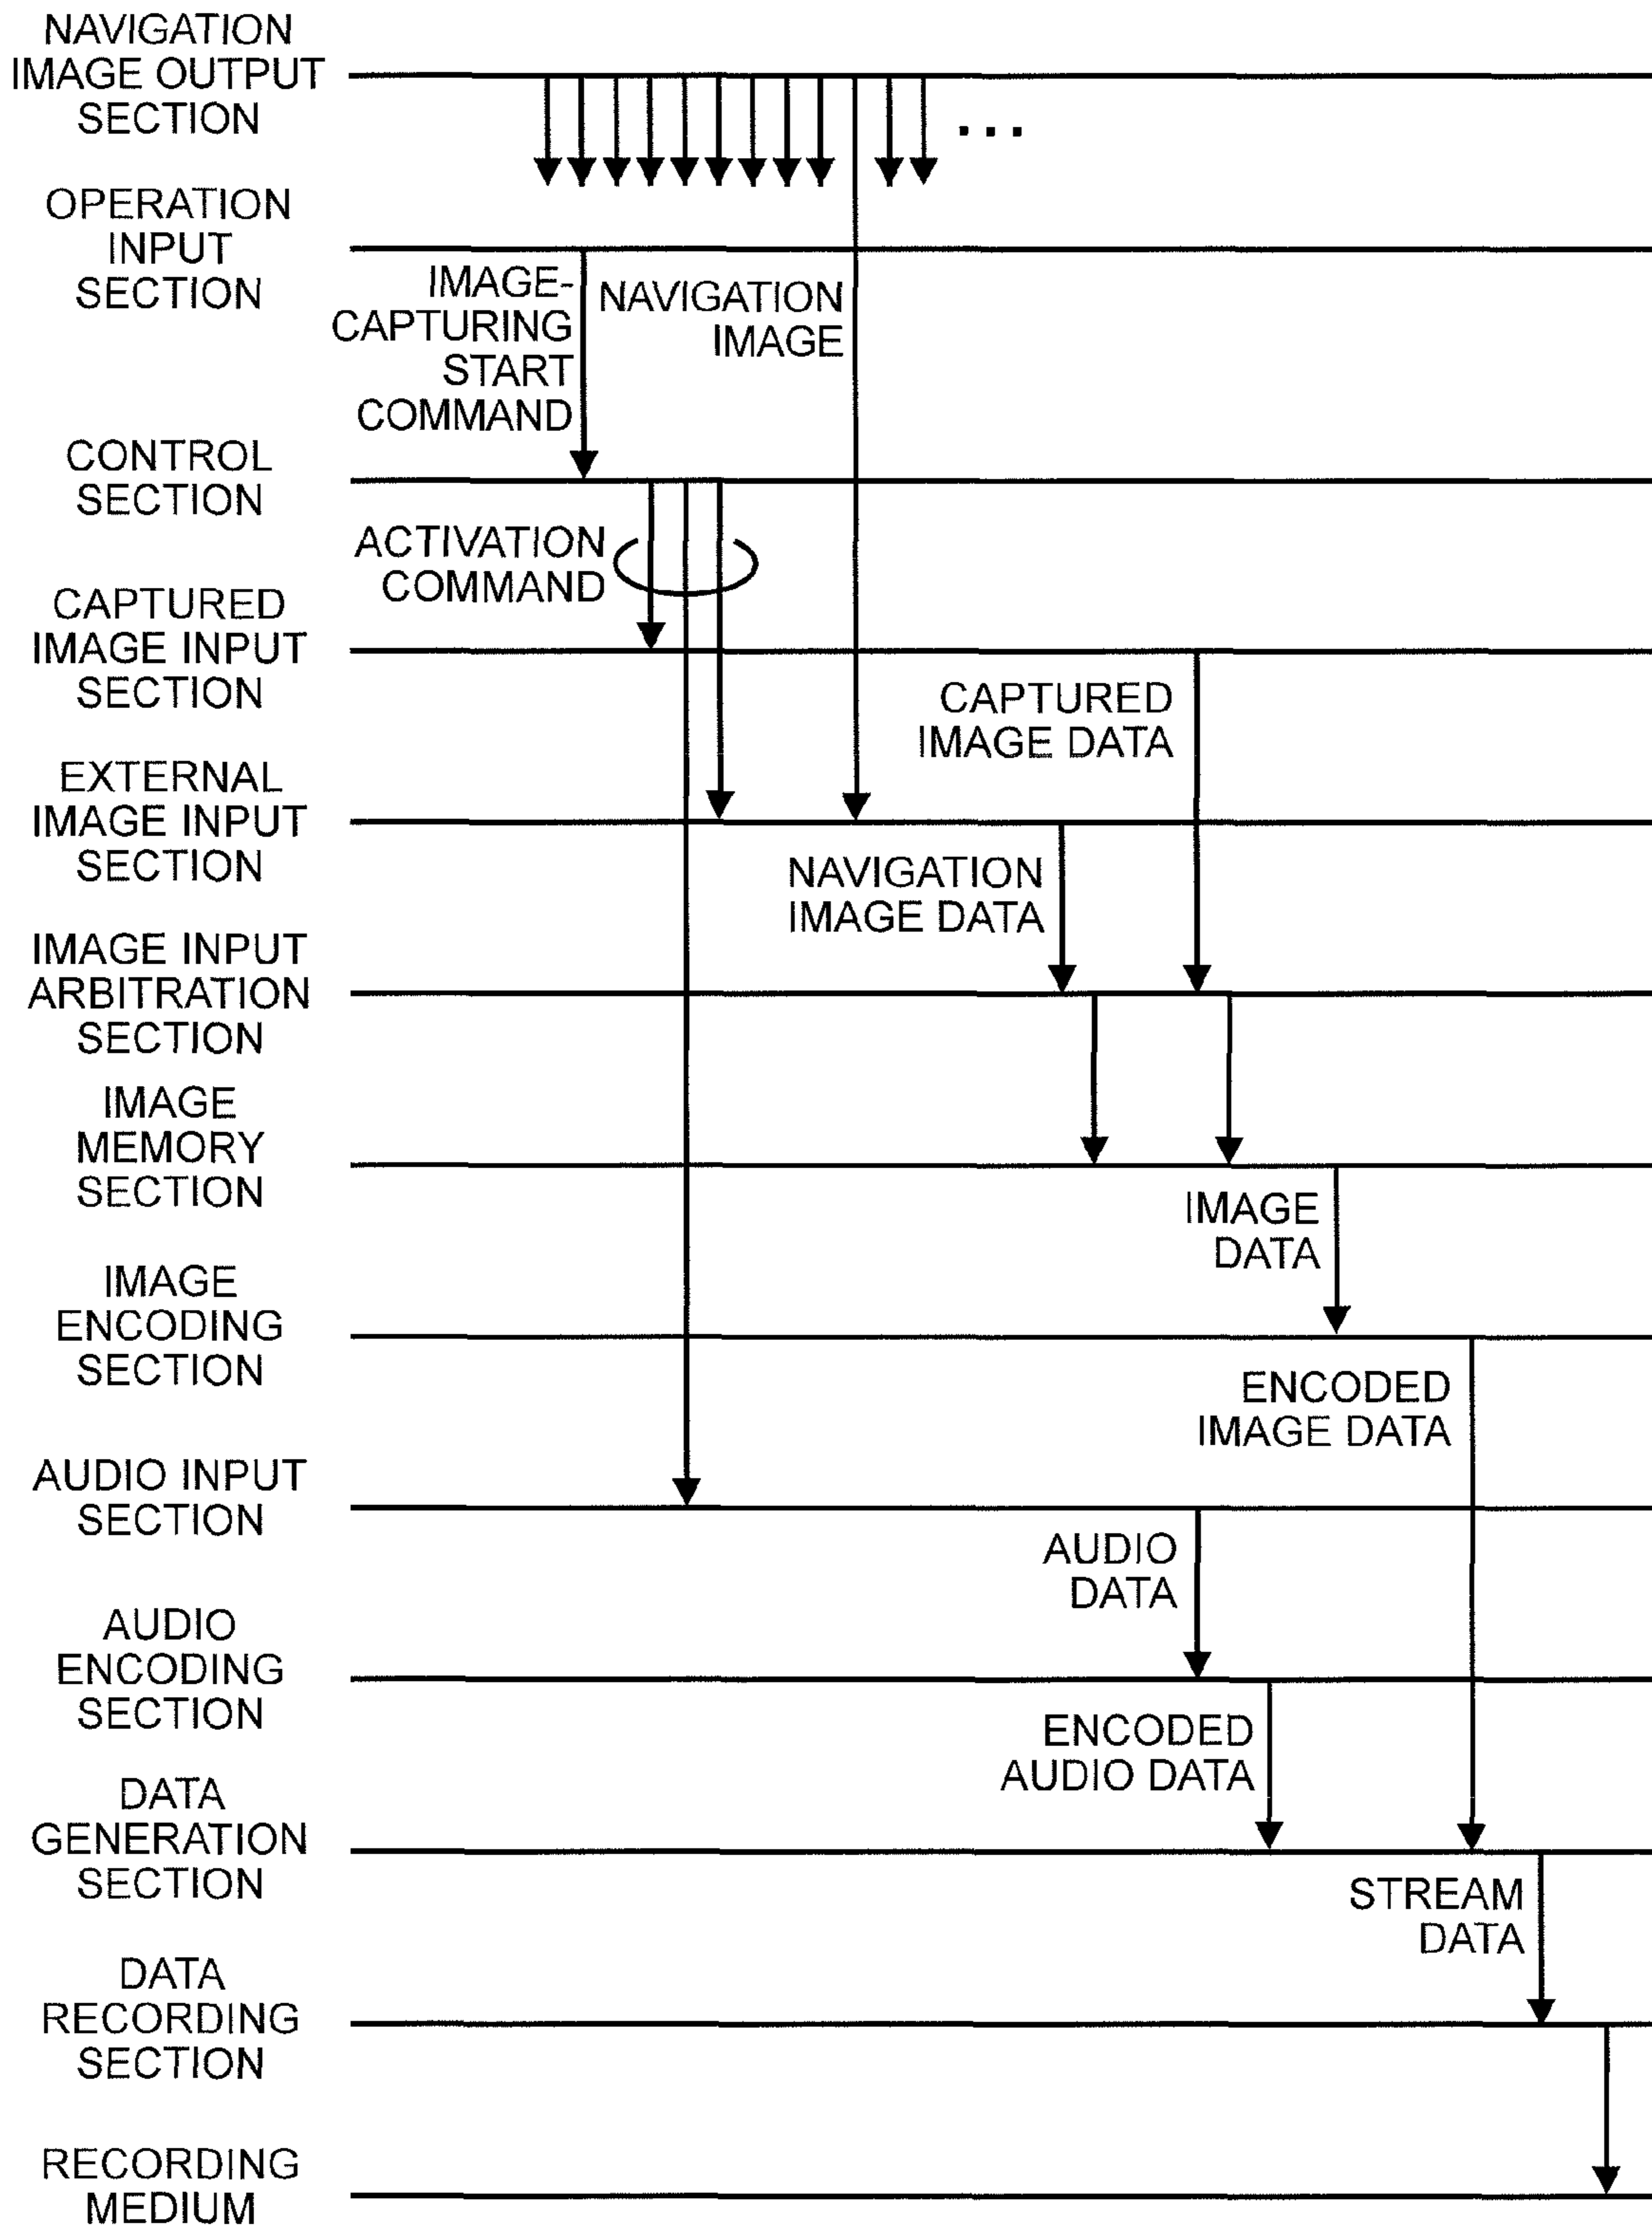 NAVIGATION
IMAGE OUTPUT
SECTION
...
OPERATION
INPUT
SECTION
IMAGE-
CAPTURING
START
COMMAND
NAVIGATION
IMAGE
CONTROL
SECTION
ACTIVATION
COMMAND
CAPTURED
IMAGE INPUT
SECTION
CAPTURED
IMAGE DATA
EXTERNAL
IMAGE INPUT
SECTION
NAVIGATION
IMAGE DATA
IMAGE INPUT
ARBITRATION
SECTION
IMAGE
MEMORY
SECTION
IMAGE
DATA
IMAGE
ENCODING
SECTION
ENCODED
IMAGE DATA
AUDIO INPUT
SECTION
AUDIO
DATA
AUDIO
ENCODING
SECTION
ENCODED
AUDIO DATA
DATA
GENERATION
SECTION
STREAM
DATA
DATA
RECORDING
SECTION
RECORDING
MEDIUM